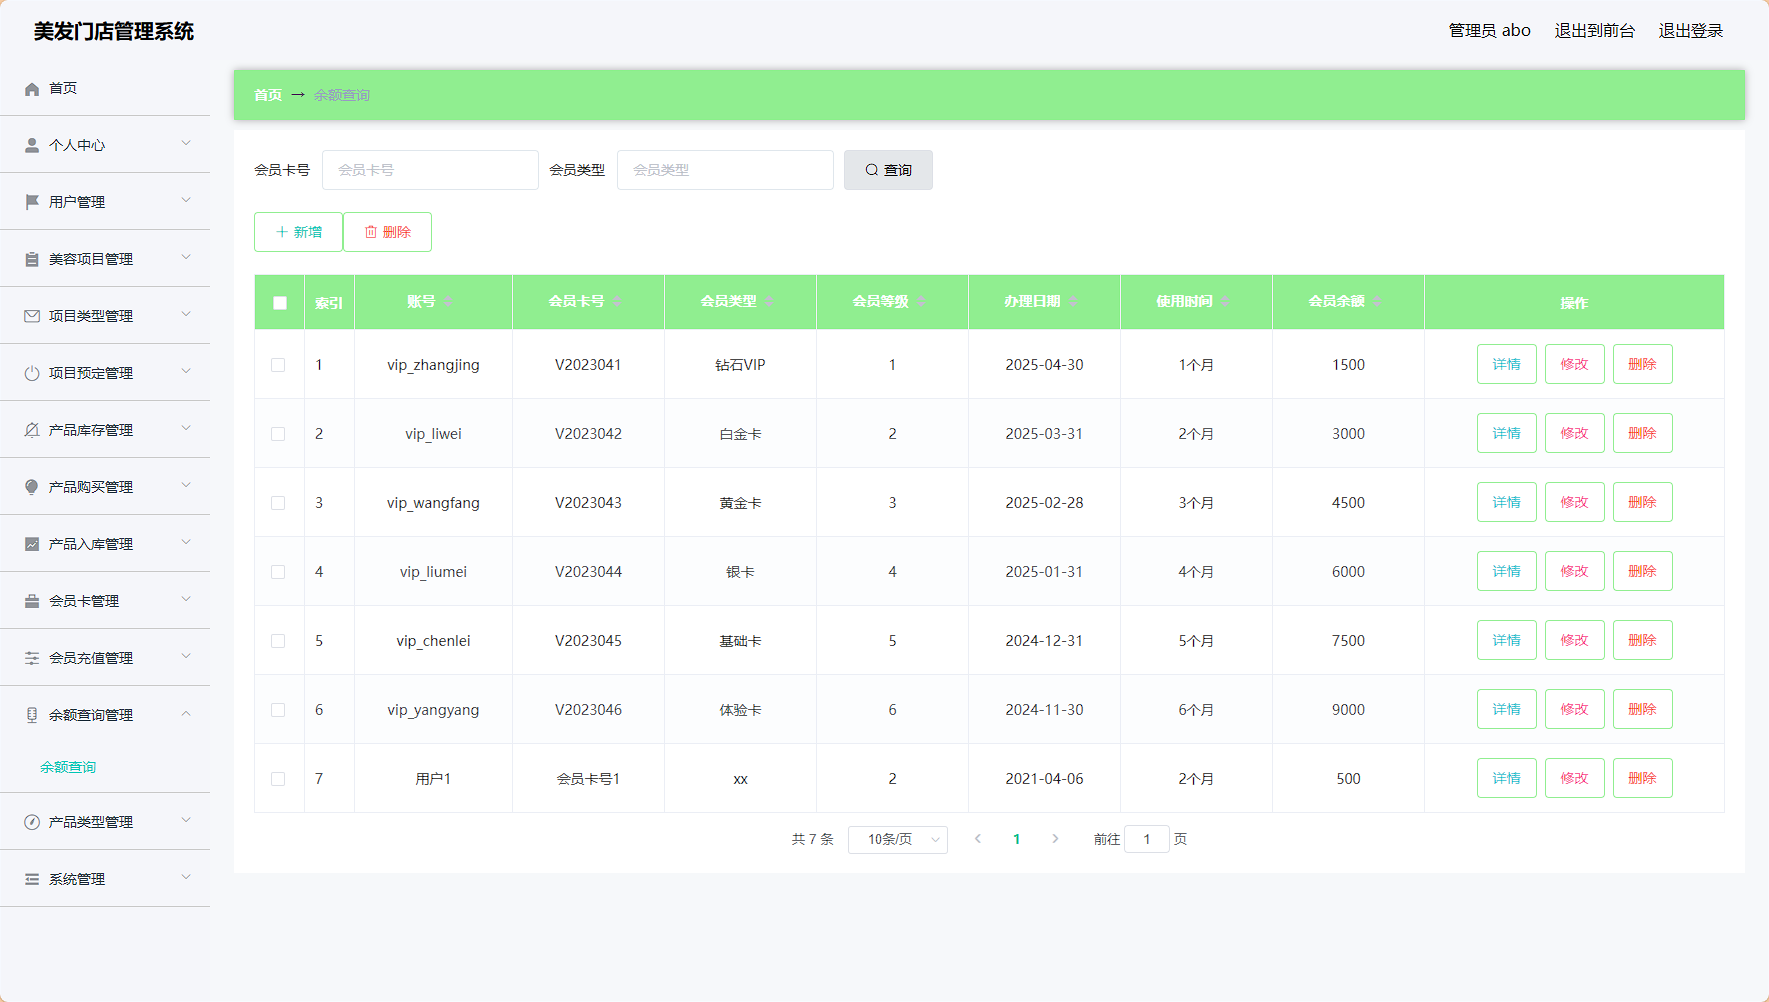 美发门店管理系统
管理员 abo 退出到前台 退出登录
首页
个人中心
用户管理
美容项目管理
项目类型管理
项目预定管理
产品库存管理
产品购买管理
产品入库管理
会员卡管理
会员充值管理
余额查询管理
余额查询
产品类型管理
系统管理
首页 → 余额查询
会员卡号 会员卡号 会员类型 会员类型 查询
新增 删除
索引 账号 会员卡号 会员类型 会员等级 办理日期 使用时间 会员余额 操作
1 vip_zhangjing V2023041 钻石VIP 1 2025-04-30 1个月 1500 详情 修改 删除
2 vip_liwei V2023042 白金卡 2 2025-03-31 2个月 3000 详情 修改 删除
3 vip_wangfang V2023043 黄金卡 3 2025-02-28 3个月 4500 详情 修改 删除
4 vip_liumei V2023044 银卡 4 2025-01-31 4个月 6000 详情 修改 删除
5 vip_chenlei V2023045 基础卡 5 2024-12-31 5个月 7500 详情 修改 删除
6 vip_yangyang V2023046 体验卡 6 2024-11-30 6个月 9000 详情 修改 删除
7 用户1 会员卡号1 xx 2 2021-04-06 2个月 500 详情 修改 删除
共 7 条 10条/页 1 前往 1 页